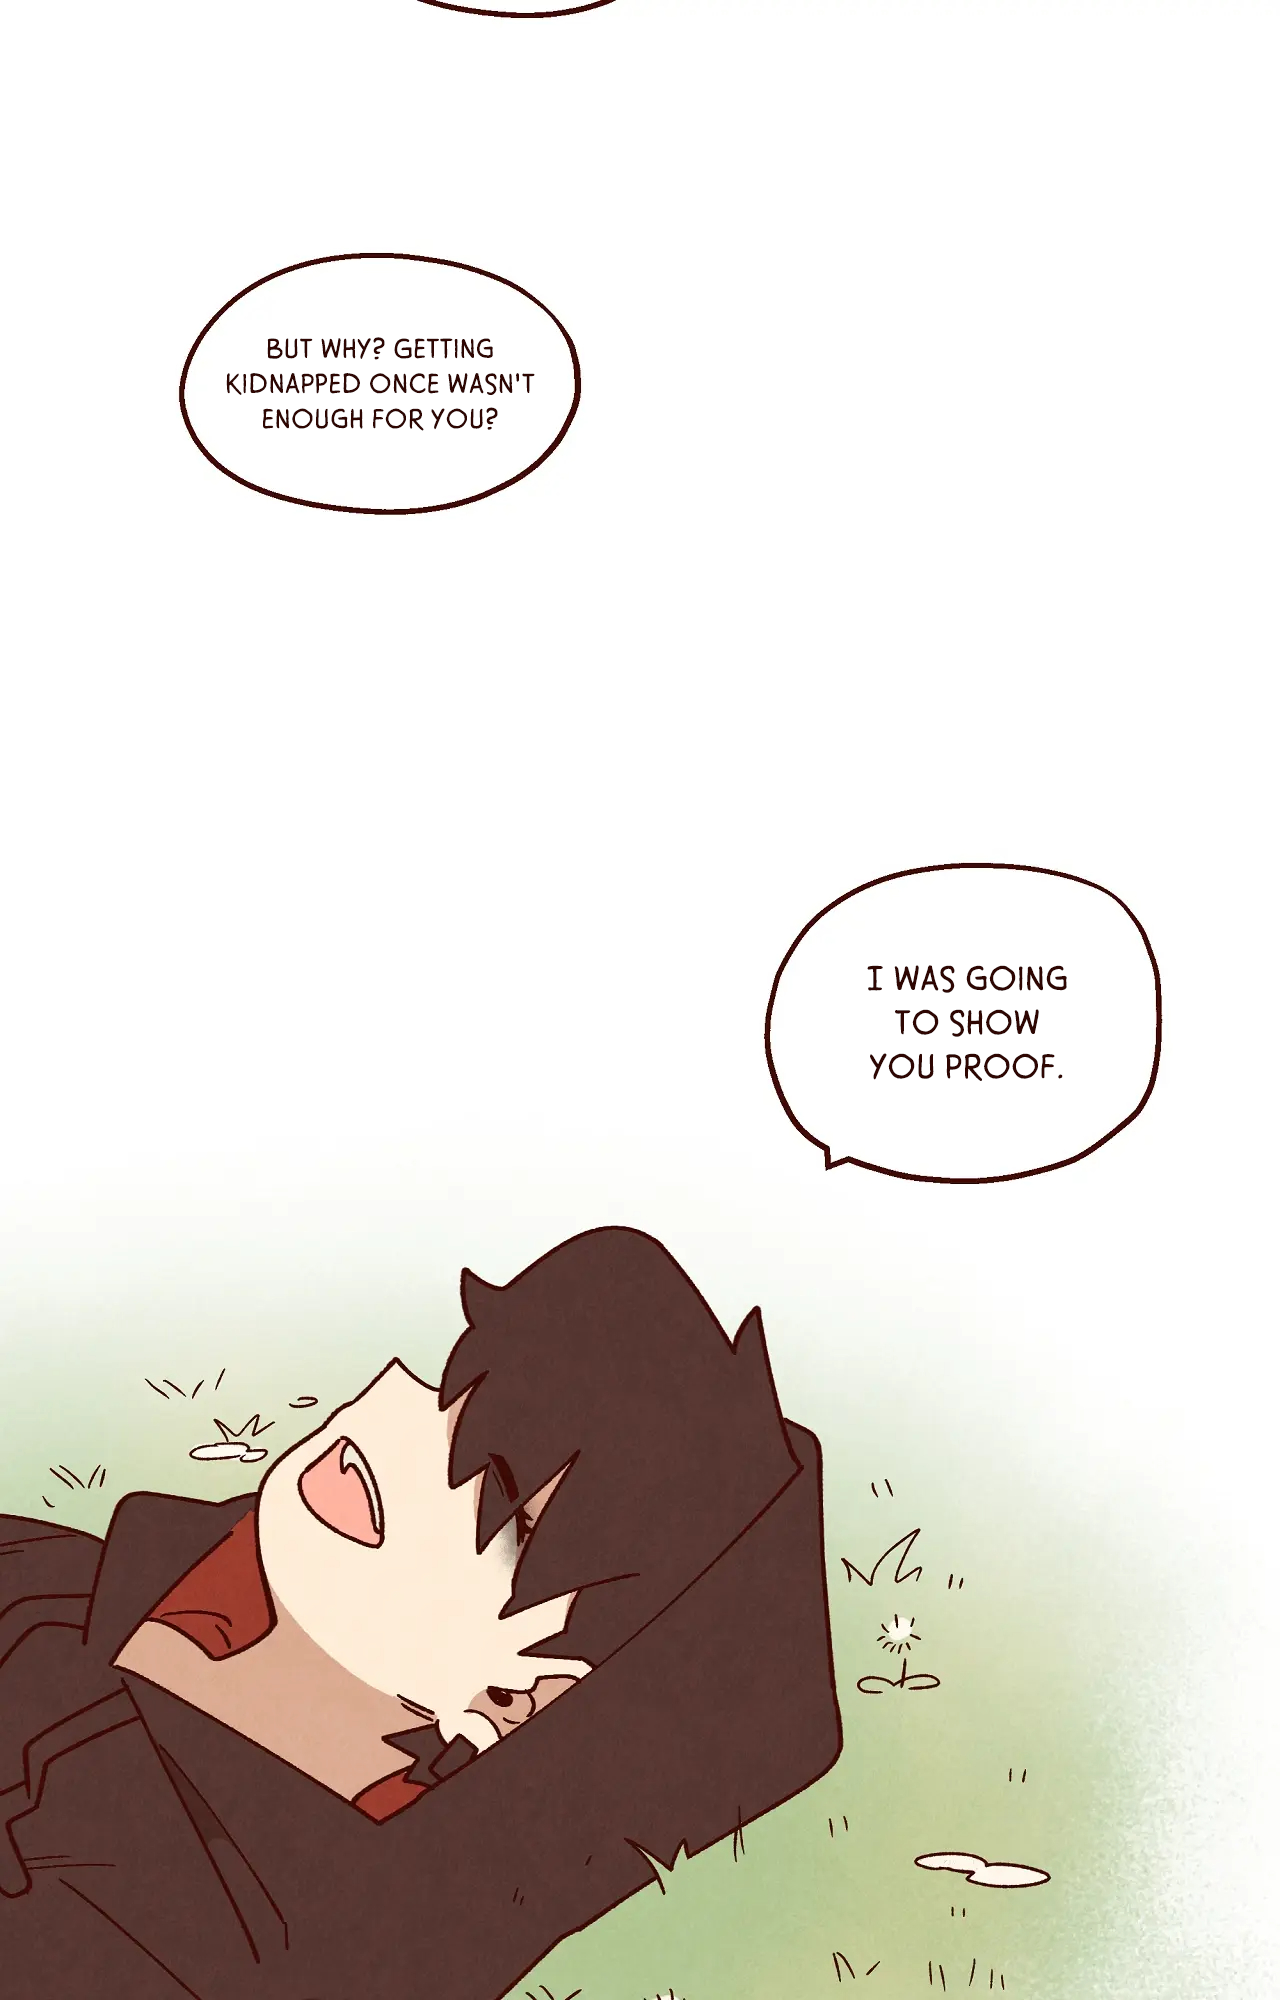 BUT WHY? GETTING
KIDNAPPED ONCE WASN'T
ENOUGH FOR YOU?
I WAS GOING
TO SHOW
YOU PROOF.